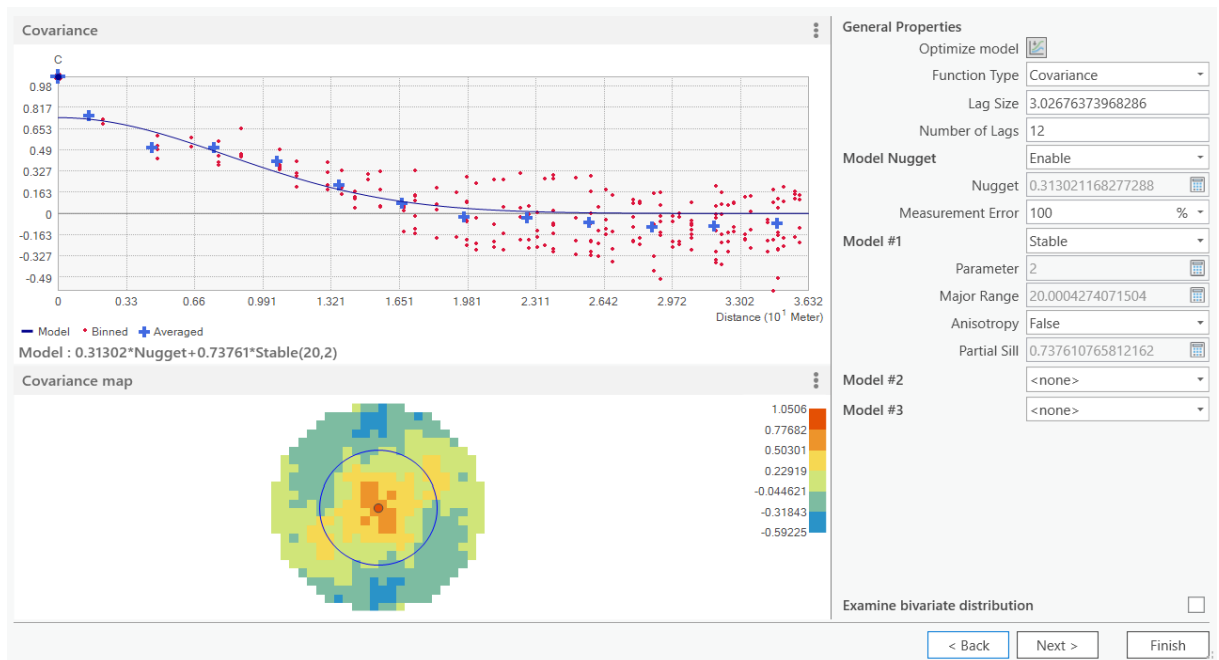 Covariance
C
0.98
0.817
0.653
0.49
0.327
0.163
0
-0.163
-0.327
-0.49
0 0.33 0.66 0.991 1.321 1.651 1.981 2.311 2.642 2.972 3.302 3.632
Distance (10¹ Meter)
Model Binned Averaged
Model : 0.31302*Nugget+0.73761*Stable(20,2)
Covariance map
1.0506
0.77682
0.50301
0.22919
-0.044621
-0.31843
-0.59225
General Properties
Optimize model
Function Type Covariance
Lag Size 3.02676373968286
Number of Lags 12
Model Nugget Enable
Nugget 0.313021168277288
Measurement Error 100 %
Model #1 Stable
Parameter 2
Major Range 20.0004274071504
Anisotropy False
Partial Sill 0.737610765812162
Model #2 <none>
Model #3 <none>
Examine bivariate distribution
< Back Next > Finish